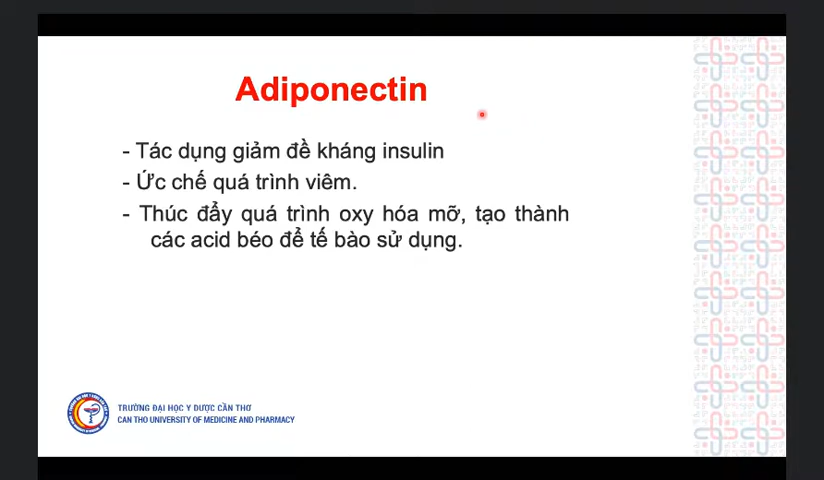 Adiponectin
- Tác dụng giảm đề kháng insulin
- Ức chế quá trình viêm.
- Thúc đẩy quá trình oxy hóa mỡ, tạo thành
các acid béo để tế bào sử dụng.
TRƯỜNG ĐẠI HỌC Y DƯỢC CẦN THƠ
CAN THO UNIVERSITY OF MEDICINE AND PHARMACY